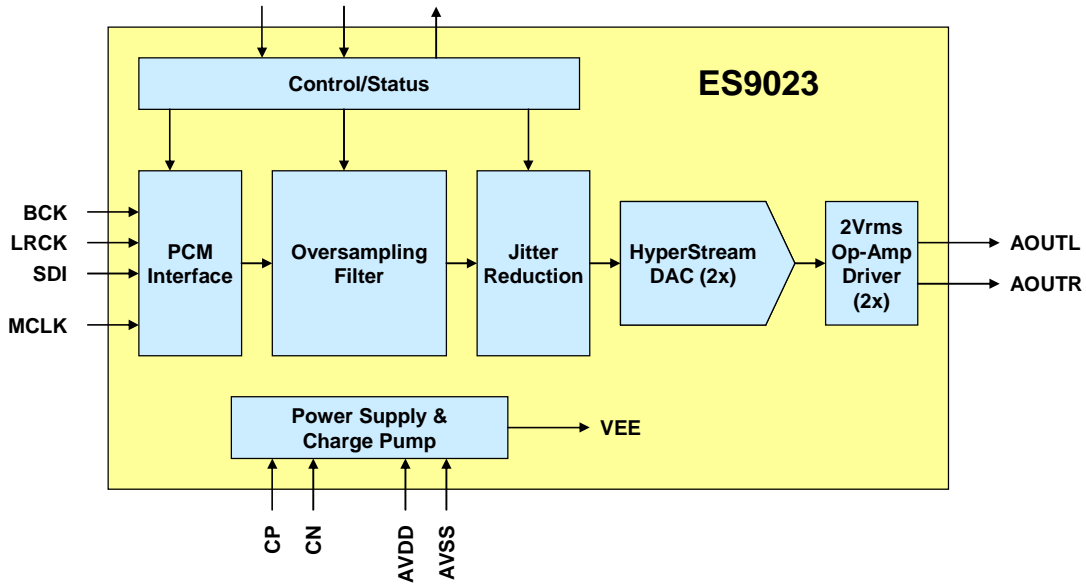 ES9023
Control/Status
BCK
LRCK
SDI
MCLK
PCM
Interface
Oversampling
Filter
Jitter
Reduction
HyperStream
DAC (2x)
2Vrms
Op-Amp
Driver
(2x)
AOUTL
AOUTR
Power Supply &
Charge Pump
VEE
CP
CN
AVDD
AVSS